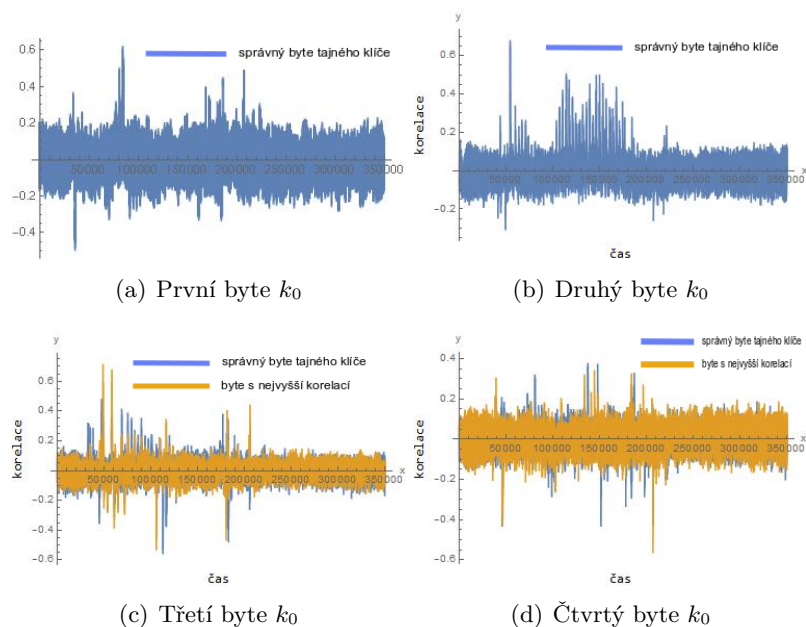 0.6
správný byte tajného klíče
0.4
0.2
50000 100000 150000 200000 250000 300000 350000
-0.2
-0.4
(a) První byte k0
y
0.6
správný byte tajného klíče
0.4
0.2
korelace
x
50000 100000 150000 200000 250000 300000 350000
-0.2
čas
(b) Druhý byte k0
y
0.6
správný byte tajného klíče
byte s nejvyšší korelací
0.4
0.2
korelace
x
50000 100000 150000 200000 250000 300000 350000
-0.2
-0.4
-0.6
čas
(c) Třetí byte k0
y
správný byte tajného klíče
0.4
byte s nejvyšší korelací
0.2
korelace
x
50000 100000 150000 200000 250000 300000 350000
-0.2
-0.4
-0.6
čas
(d) Čtvrtý byte k0